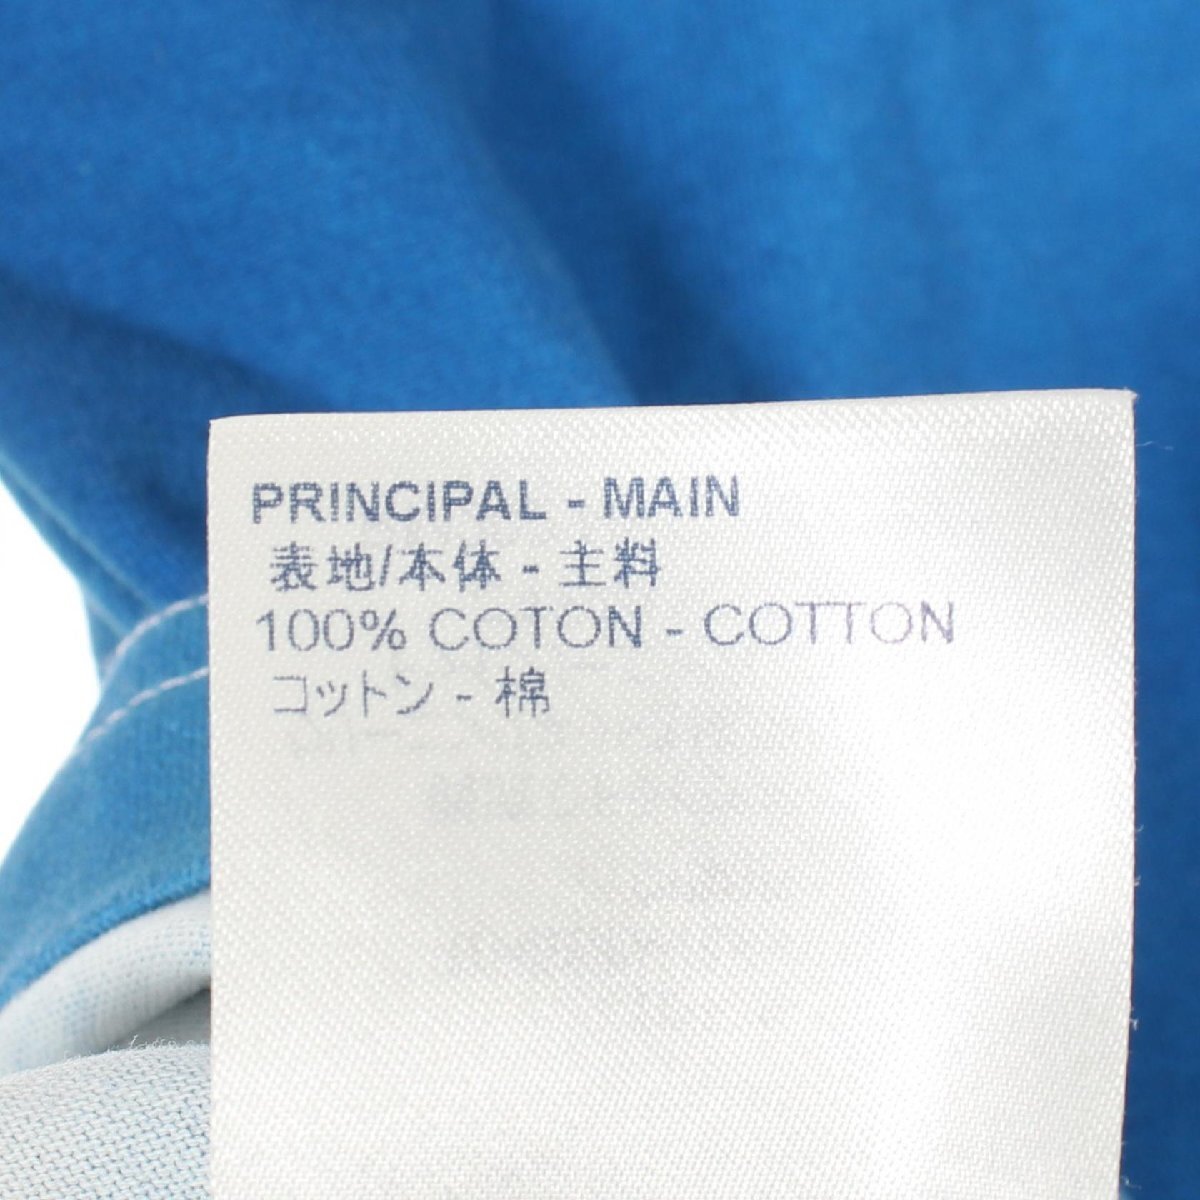 PRINCIPAL - MAIN
表地/本体 - 主料
100% COTON - COTTON
コットン - 棉